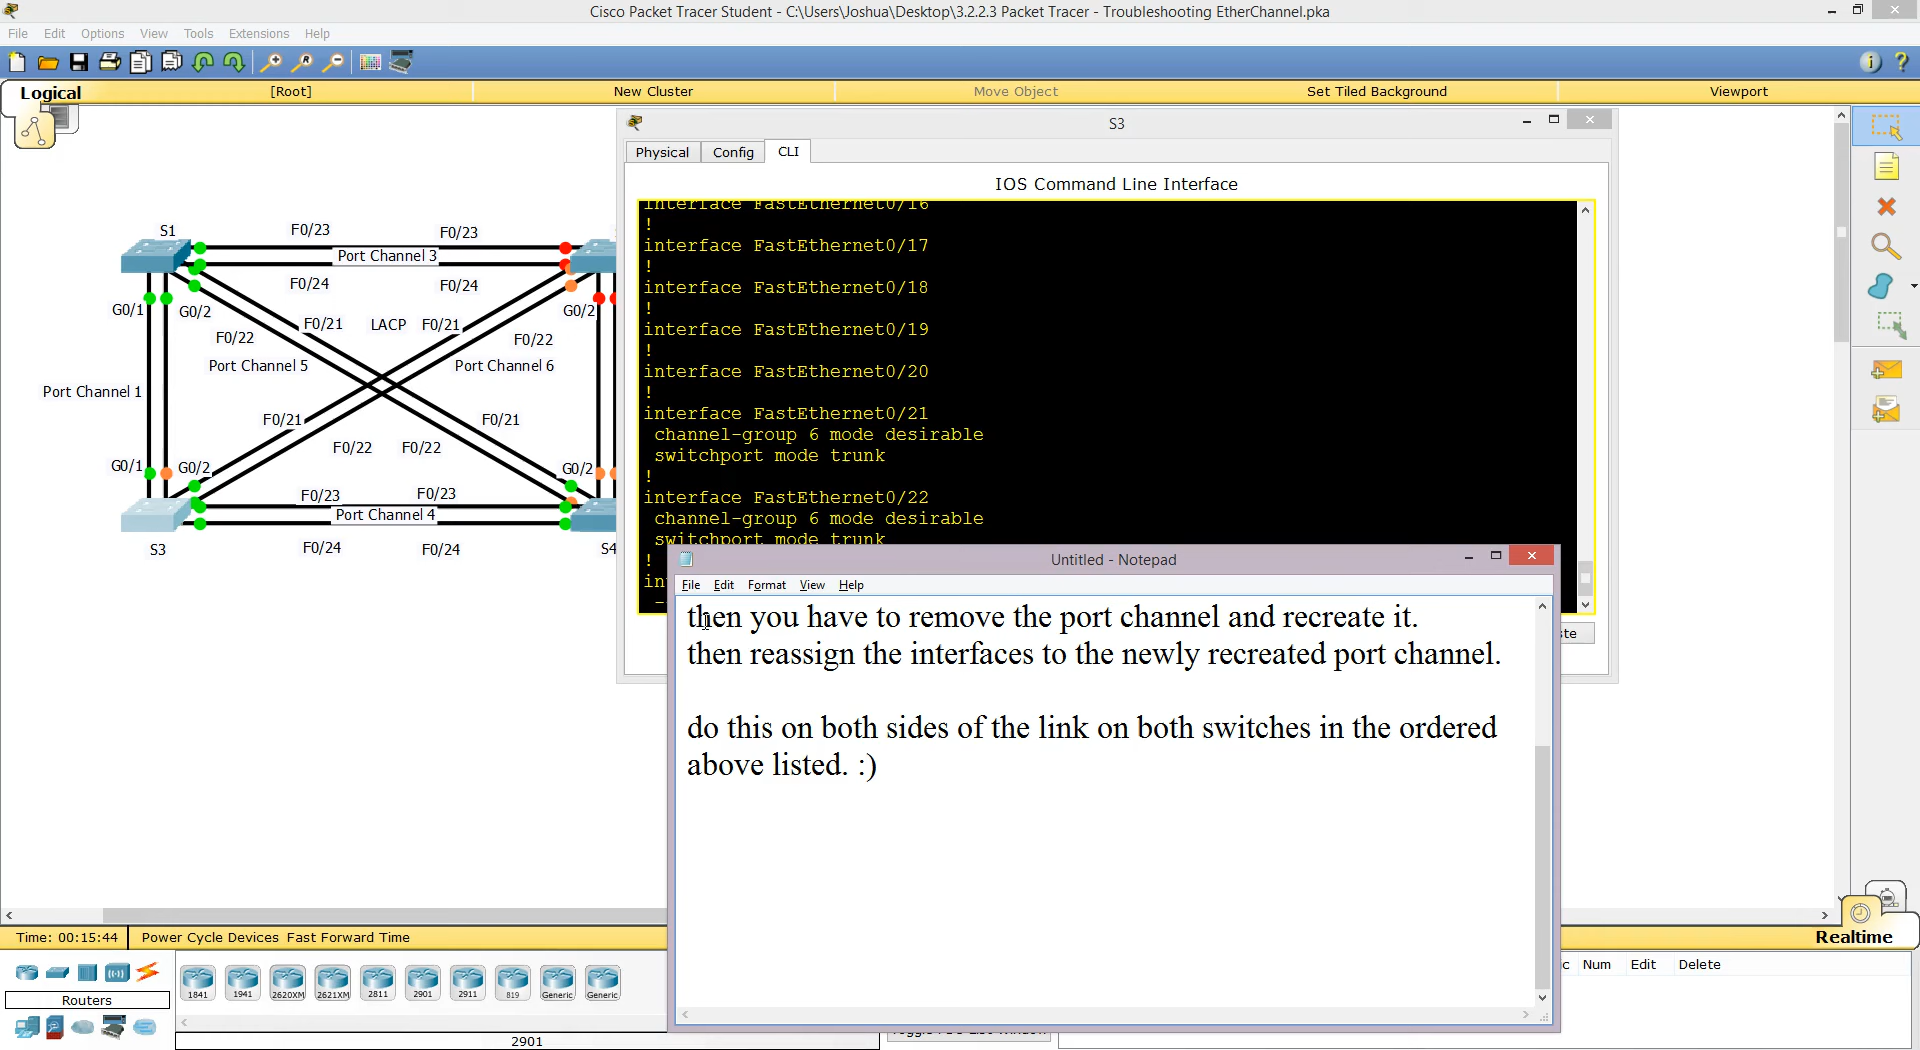 Cisco Packet Tracer Student - C:\Users\Joshua\Desktop\3.2.2.3 Packet Tracer - Troubleshooting EtherChannel.pka
File Edit Options View Tools Extensions Help
Logical [Root] New Cluster Move Object Set Tiled Background Viewport
S3
Physical Config CLI
IOS Command Line Interface
interface FastEthernet0/16
!
interface FastEthernet0/17
!
interface FastEthernet0/18
!
interface FastEthernet0/19
!
interface FastEthernet0/20
!
interface FastEthernet0/21
channel-group 6 mode desirable
switchport mode trunk
!
interface FastEthernet0/22
channel-group 6 mode desirable
switchport mode trunk
!
S1
F0/23 F0/23
Port Channel 3
F0/24 F0/24
G0/1 G0/2 G0/2
F0/22 F0/21 LACP F0/21 F0/22
Port Channel 5 Port Channel 6
Port Channel 1
F0/21 F0/21
F0/22 F0/22
G0/1 G0/2 G0/2
F0/23 F0/23
Port Channel 4
S3 F0/24 F0/24 S4
Untitled - Notepad
File Edit Format View Help
then you have to remove the port channel and recreate it.
then reassign the interfaces to the newly recreated port channel.
do this on both sides of the link on both switches in the ordered
above listed. :)
Time: 00:15:44 Power Cycle Devices Fast Forward Time
Realtime
Num Edit Delete
1841 1941 2620XM 2621XM 2811 2901 2911 819 Generic Generic
Routers
2901